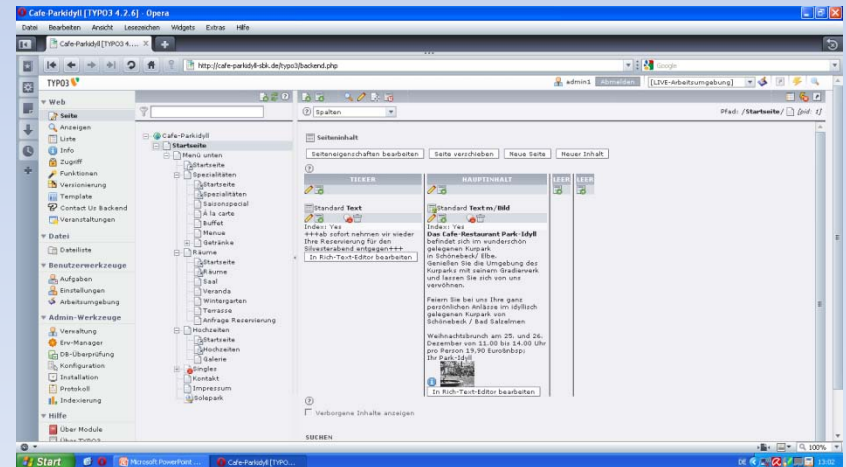 Cafe-Parkidyll [TYPO3 4.2.6] - Opera
Datei Bearbeiten Ansicht Lesezeichen Widgets Extras Hilfe
Cafe-Parkidyll [TYPO3 4....
http://cafe-parkidyll-sbk.de/typo3/backend.php
Google
TYPO3
admin1 Abmelden [LIVE-Arbeitsumgebung]
Web
Seite
Anzeigen
Liste
Info
Zugriff
Funktionen
Versionierung
Template
Contact Us Backend
Veranstaltungen
Datei
Dateiliste
Benutzerwerkzeuge
Aufgaben
Einstellungen
Arbeitsumgebung
Admin-Werkzeuge
Verwaltung
Erw-Manager
DB-Überprüfung
Konfiguration
Installation
Protokoll
Indexierung
Hilfe
Über Module
Über TYPO3
Cafe-Parkidyll
Startseite
Menü unten
Startseite
Spezialitäten
Startseite
Spezialitäten
Saisonspecial
Á la carte
Buffet
Menue
Getränke
Räume
Startseite
Räume
Saal
Veranda
Wintergarten
Terrasse
Anfrage Reservierung
Hochzeiten
Startseite
Hochzeiten
Galerie
Singles
Kontakt
Impressum
Solepark
Spalten
Pfad: /Startseite/ [pid: 1]
Seiteninhalt
Seiteneigenschaften bearbeiten Seite verschieben Neue Seite Neuer Inhalt
TICKER
Standard Text
Index: Yes
+++ab sofort nehmen wir wieder
Ihre Reservierung für den
Silvesterabend entgegen+++
In Rich-Text-Editor bearbeiten
HAUPTINHALT
Standard Text m/Bild
Index: Yes
Das Cafe-Restaurant Park-Idyll
befindet sich im wunderschön
gelegenen Kurpark
in Schönebeck/ Elbe.
Genießen Sie die Umgebung des
Kurparks mit seinem Gradierwerk
und lassen Sie sich von uns
verwöhnen.
Feiern Sie bei uns Ihre ganz
persönlichen Anlässe im idyllisch
gelegenen Kurpark von
Schönebeck / Bad Salzelmen
Weihnachtsbrunch am 25. und 26.
Dezember von 11.00 bis 14.00 Uhr
pro Person 19,90 Euro&nbsp;
Ihr Park-Idyll
In Rich-Text-Editor bearbeiten
LEER LEER
Verborgene Inhalte anzeigen
SUCHEN
100%
Start Microsoft PowerPoint ... Cafe-Parkidyll [TYPO...
DE 13:02